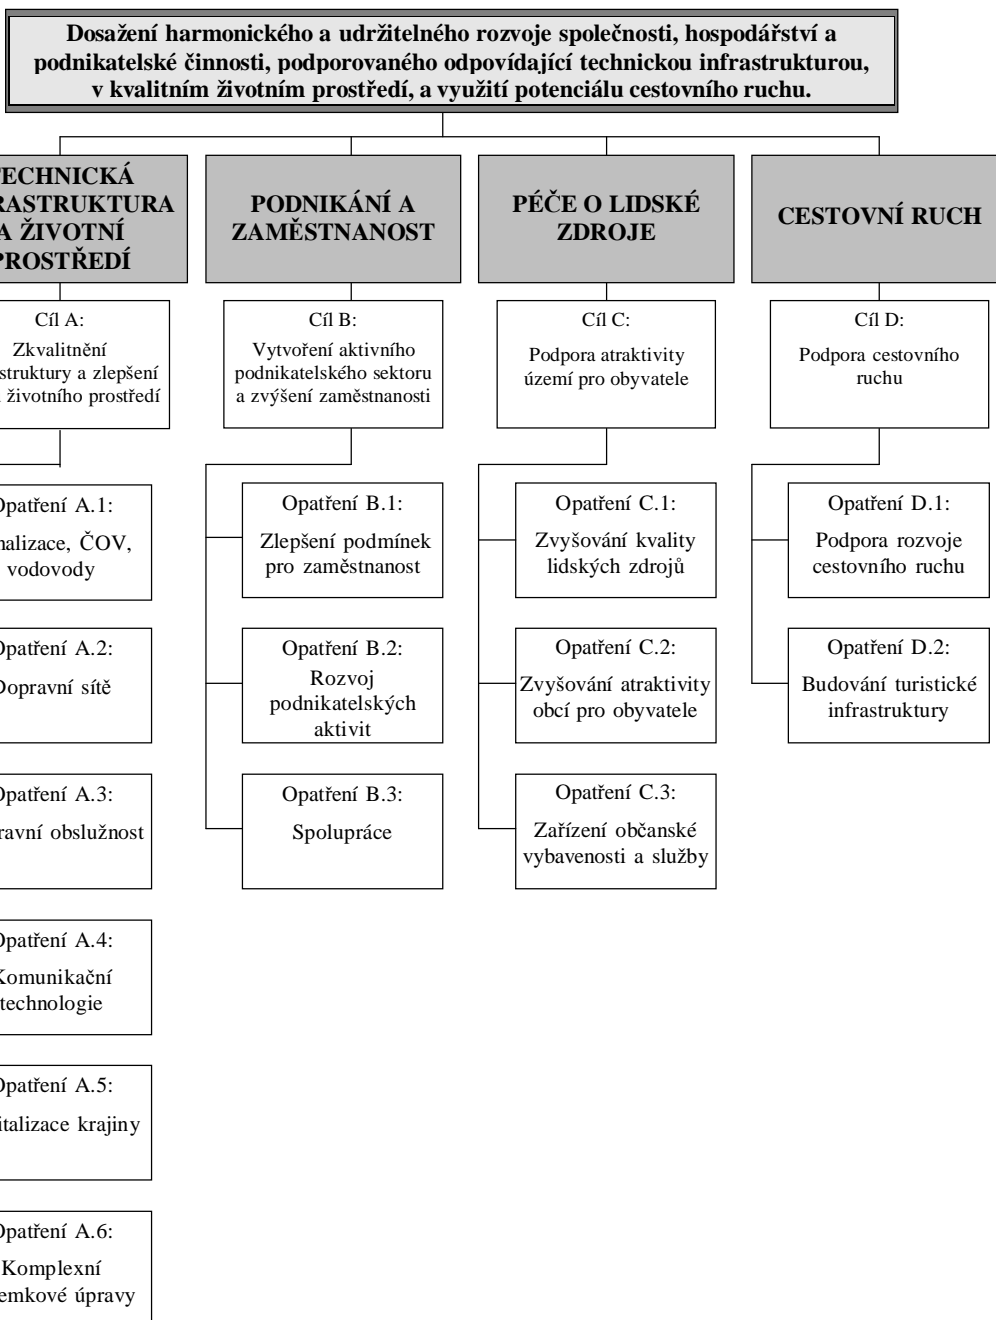 Dosažení harmonického a udržitelného rozvoje společnosti, hospodářství a
podnikatelské činnosti, podporovaného odpovídající technickou infrastrukturou,
v kvalitním životním prostředí, a využití potenciálu cestovního ruchu.
TECHNICKÁ
RASTRUKTURA
A ŽIVOTNÍ
PROSTŘEDÍ
Cíl A:
Zkvalitnění
struktury a zlepšení
životního prostředí
Opatření A.1:
nalizace, ČOV,
vodovody
Opatření A.2:
Dopravní sítě
Opatření A.3:
ravní obslužnost
Opatření A.4:
Komunikační
technologie
Opatření A.5:
italizace krajiny
Opatření A.6:
Komplexní
emkové úpravy
PODNIKÁNÍ A
ZAMĚSTNANOST
Cíl B:
Vytvoření aktivního
podnikatelského sektoru
a zvýšení zaměstnanosti
Opatření B.1:
Zlepšení podmínek
pro zaměstnanost
Opatření B.2:
Rozvoj
podnikatelských
aktivit
Opatření B.3:
Spolupráce
PÉČE O LIDSKÉ
ZDROJE
Cíl C:
Podpora atraktivity
území pro obyvatele
Opatření C.1:
Zvyšování kvality
lidských zdrojů
Opatření C.2:
Zvyšování atraktivity
obcí pro obyvatele
Opatření C.3:
Zařízení občanské
vybavenosti a služby
CESTOVNÍ RUCH
Cíl D:
Podpora cestovního
ruchu
Opatření D.1:
Podpora rozvoje
cestovního ruchu
Opatření D.2:
Budování turistické
infrastruktury